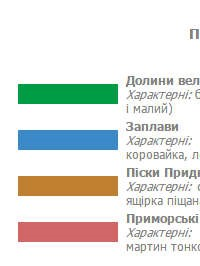 П
Долини вел
Характерні: б
і малий)
Заплави
Характерні:
коровайка, л
Піски Придн
Характерні:
ящірка піщан
Приморські
Характерні:
мартин тонко